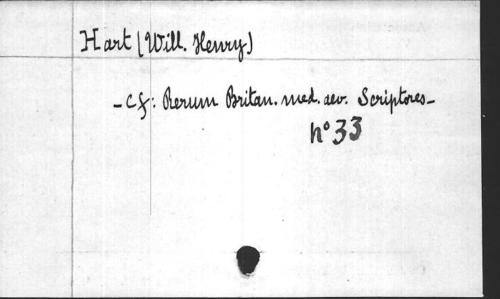 Hart (Will. Henry)
- Cf: Rerum Britan. med. aev. Scriptores -
n° 33